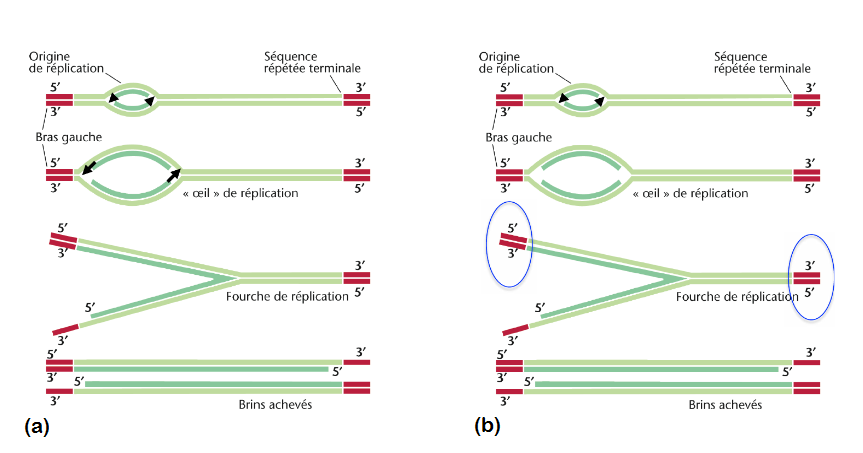 Origine
de réplication
Séquence
répétée terminale
5′
3′
3′
5′
Bras gauche
5′
3′
3′
5′
« œil » de réplication
5′
3′
3′
5′
5′
3′
Fourche de réplication
5′
3′
3′
5′
5′
3′
Brins achevés
(a)
Origine
de réplication
Séquence
répétée terminale
5′
3′
3′
5′
Bras gauche
5′
3′
3′
5′
« œil » de réplication
5′
3′
3′
5′
5′
3′
Fourche de réplication
5′
3′
3′
5′
5′
3′
Brins achevés
(b)